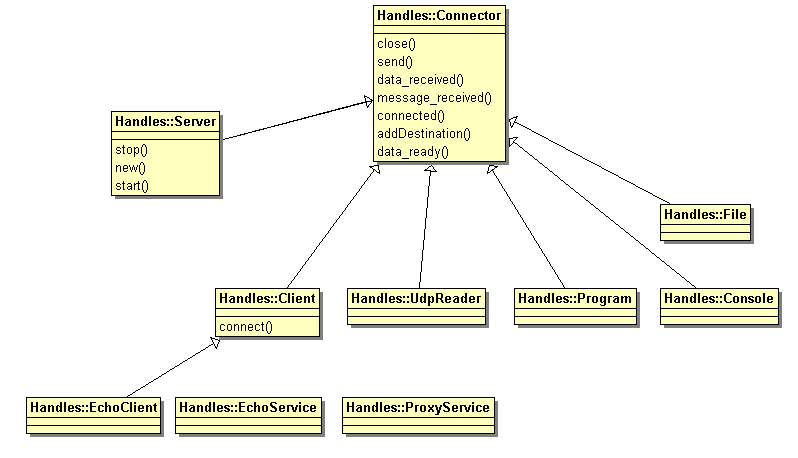 Handles::Connector
close()
send()
data_received()
message_received()
connected()
addDestination()
data_ready()
Handles::Server
stop()
new()
start()
Handles::File
Handles::Client
connect()
Handles::UdpReader
Handles::Program
Handles::Console
Handles::EchoClient
Handles::EchoService
Handles::ProxyService